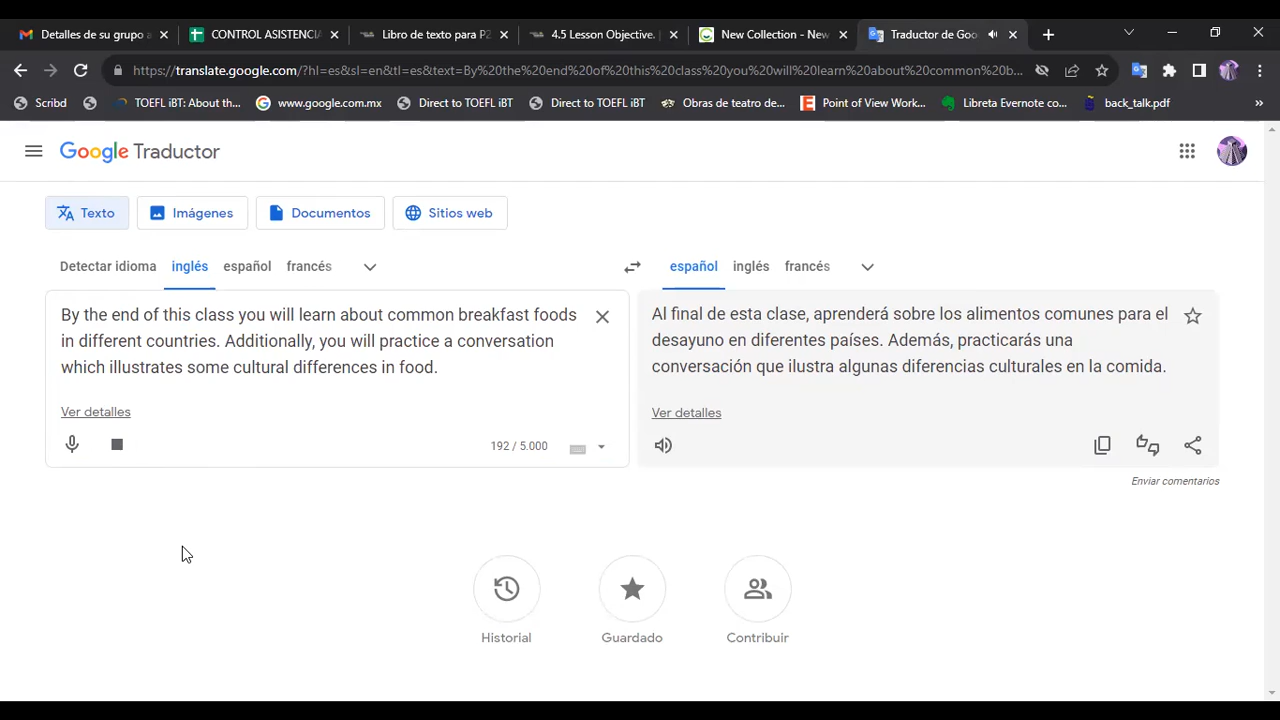 Detalles de su grupo a
CONTROL ASISTENCIA
Libro de texto para P2
4.5 Lesson Objective.
New Collection - New
Traductor de Goo
https://translate.google.com/?hl=es&sl=en&tl=es&text=By%20the%20end%20of%20this%20class%20you%20will%20learn%20about%20common%20b...
Scribd
TOEFL iBT: About th...
www.google.com.mx
Direct to TOEFL iBT
Direct to TOEFL iBT
Obras de teatro de...
Point of View Work...
Libreta Evernote co...
back_talk.pdf
»
Google Traductor
Texto
Imágenes
Documentos
Sitios web
Detectar idioma
inglés
español
francés
español
inglés
francés
By the end of this class you will learn about common breakfast foods
in different countries. Additionally, you will practice a conversation
which illustrates some cultural differences in food.
Ver detalles
192 / 5.000
Al final de esta clase, aprenderá sobre los alimentos comunes para el
desayuno en diferentes países. Además, practicarás una
conversación que ilustra algunas diferencias culturales en la comida.
Ver detalles
Enviar comentarios
Historial
Guardado
Contribuir